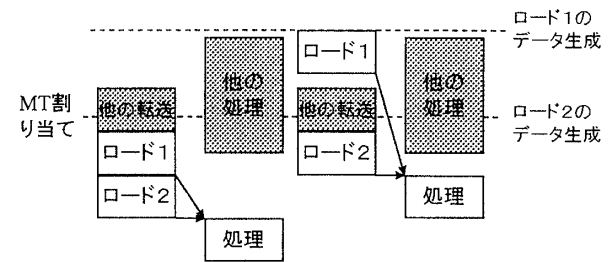 ロード1の
データ生成
ロード1
他の
処理
他の
処理
MT割
り当て
他の転送
他の転送
ロード2の
データ生成
ロード1
ロード2
ロード2
処理
処理